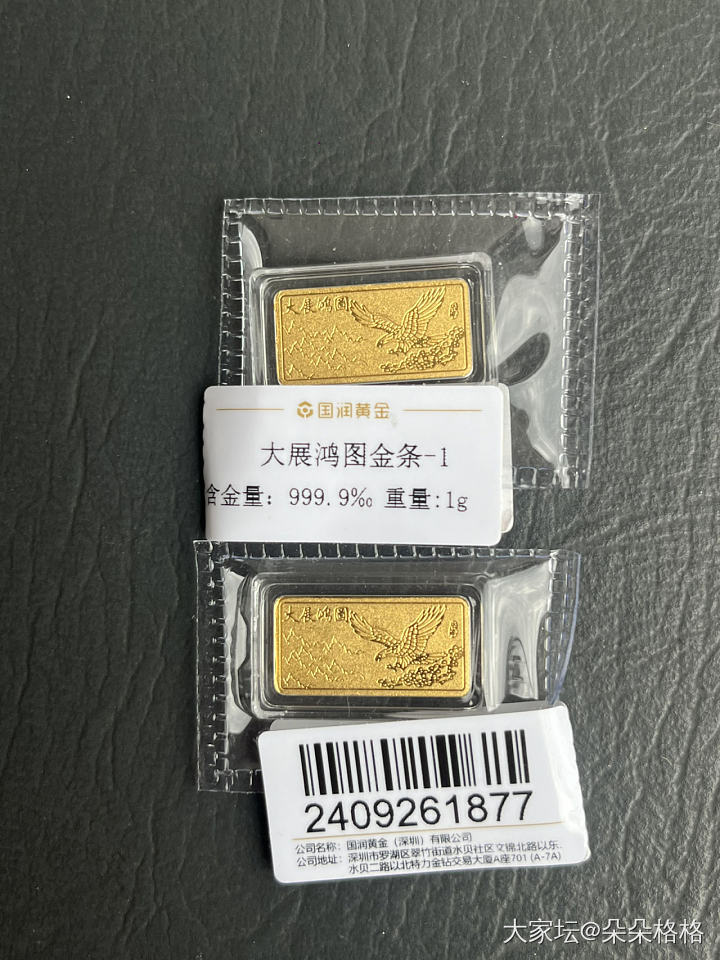 大展鸿图
国润黄金
大展鸿图金条-1
含金量：999.9‰ 重量:1g
大展鸿图
2409261877
公司名称：国润黄金（深圳）有限公司
公司地址：深圳市罗湖区翠竹街道水贝社区文锦北路以东、
水贝二路以北特力金钻交易大厦A座701 (A-7A)
大家坛@朵朵格格